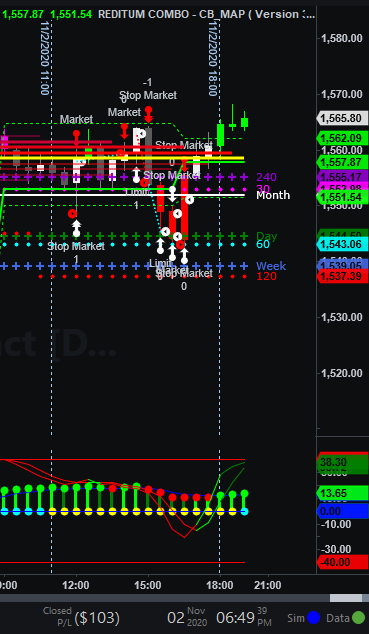 1,557.87 1,551.54 REDITUM COMBO - CB_MAP ( Version :...
11/2/2020 11:00
11/2/2020 18:00
1,580.00
1,570.00
-1
Stop Market
0
Market
Market
1,565.80
1,562.09
1,560.00
Stop Market
0
1,557.87
Stop Market
240
1,555.17
30
1,552.98
Month
1,551.54
Limit
1
1,550.00
Day
1,544.50
60
1,543.06
Stop Market
1
Limit
0
Market
Stop Market
0
Week
1,539.05
120
1,537.39
1,530.00
1,520.00
act [D...
38.30
13.65
0.00
-10.00
-30.00
-40.00
12:00
15:00
18:00
21:00
Closed
P/L ($103)
02 Nov 2020
06:49 39 PM
Sim
Data